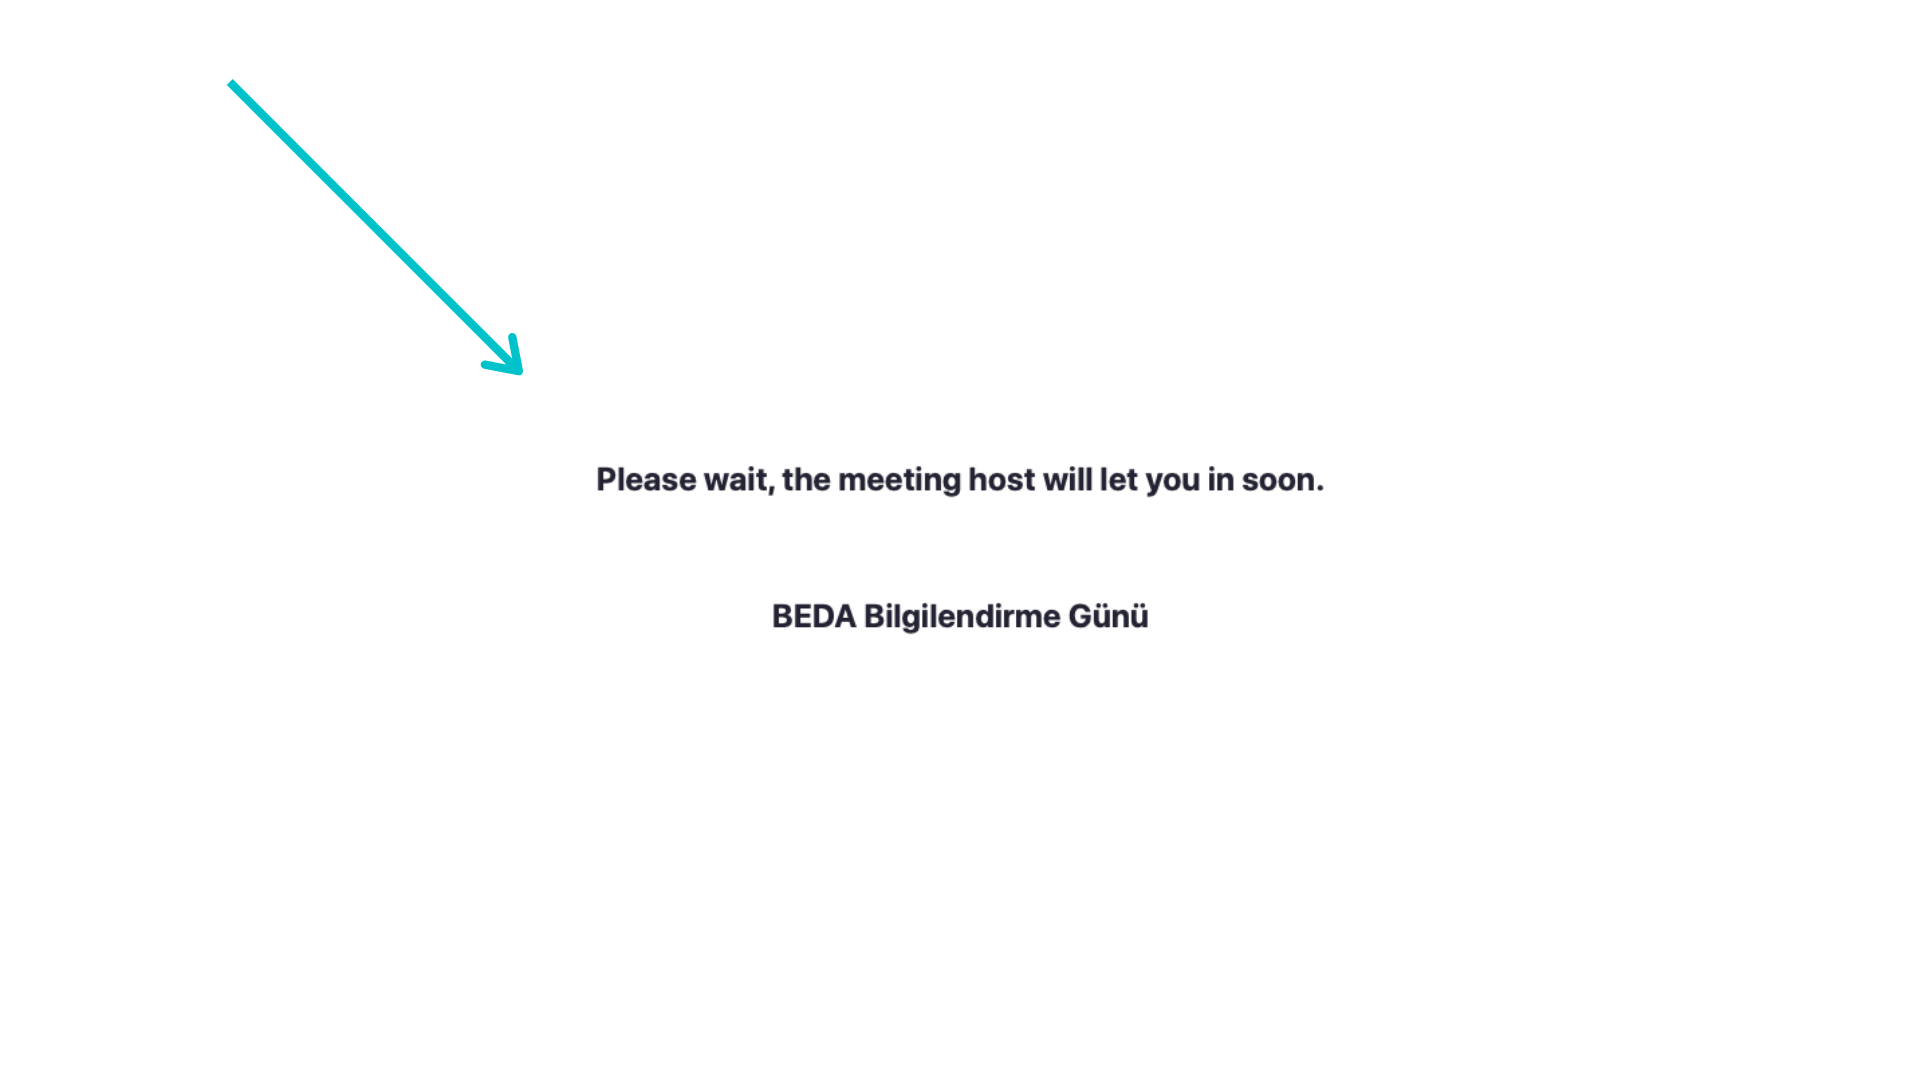 Please wait, the meeting host will let you in soon.
BEDA Bilgilendirme Günü